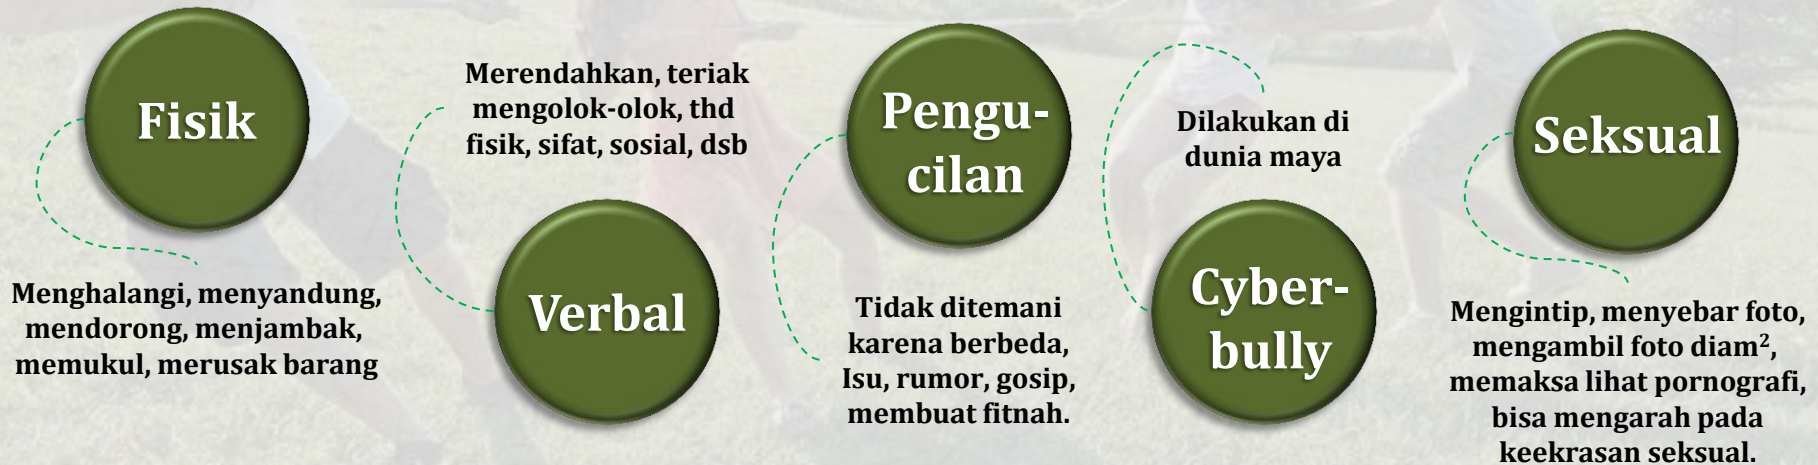 Fisik
Menghalangi, menyandung,
mendorong, menjambak,
memukul, merusak barang
Merendahkan, teriak
mengolok-olok, thd
fisik, sifat, sosial, dsb
Verbal
Pengu-
cilan
Tidak ditemani
karena berbeda,
Isu, rumor, gosip,
membuat fitnah.
Dilakukan di
dunia maya
Cyber-
bully
Seksual
Mengintip, menyebar foto,
mengambil foto diam²,
memaksa lihat pornografi,
bisa mengarah pada
keekrasan seksual.